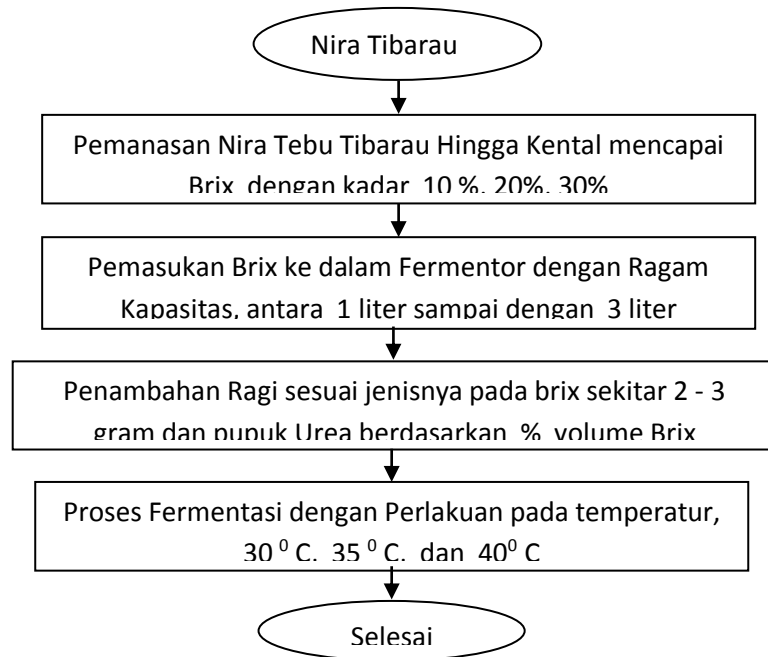 Nira Tibarau
Pemanasan Nira Tebu Tibarau Hingga Kental mencapai
Brix dengan kadar 10 %, 20%, 30%
Pemasukan Brix ke dalam Fermentor dengan Ragam
Kapasitas, antara 1 liter sampai dengan 3 liter
Penambahan Ragi sesuai jenisnya pada brix sekitar 2 - 3
gram dan pupuk Urea berdasarkan % volume Brix
Proses Fermentasi dengan Perlakuan pada temperatur,
30 ⁰ C, 35 ⁰ C, dan 40⁰ C
Selesai